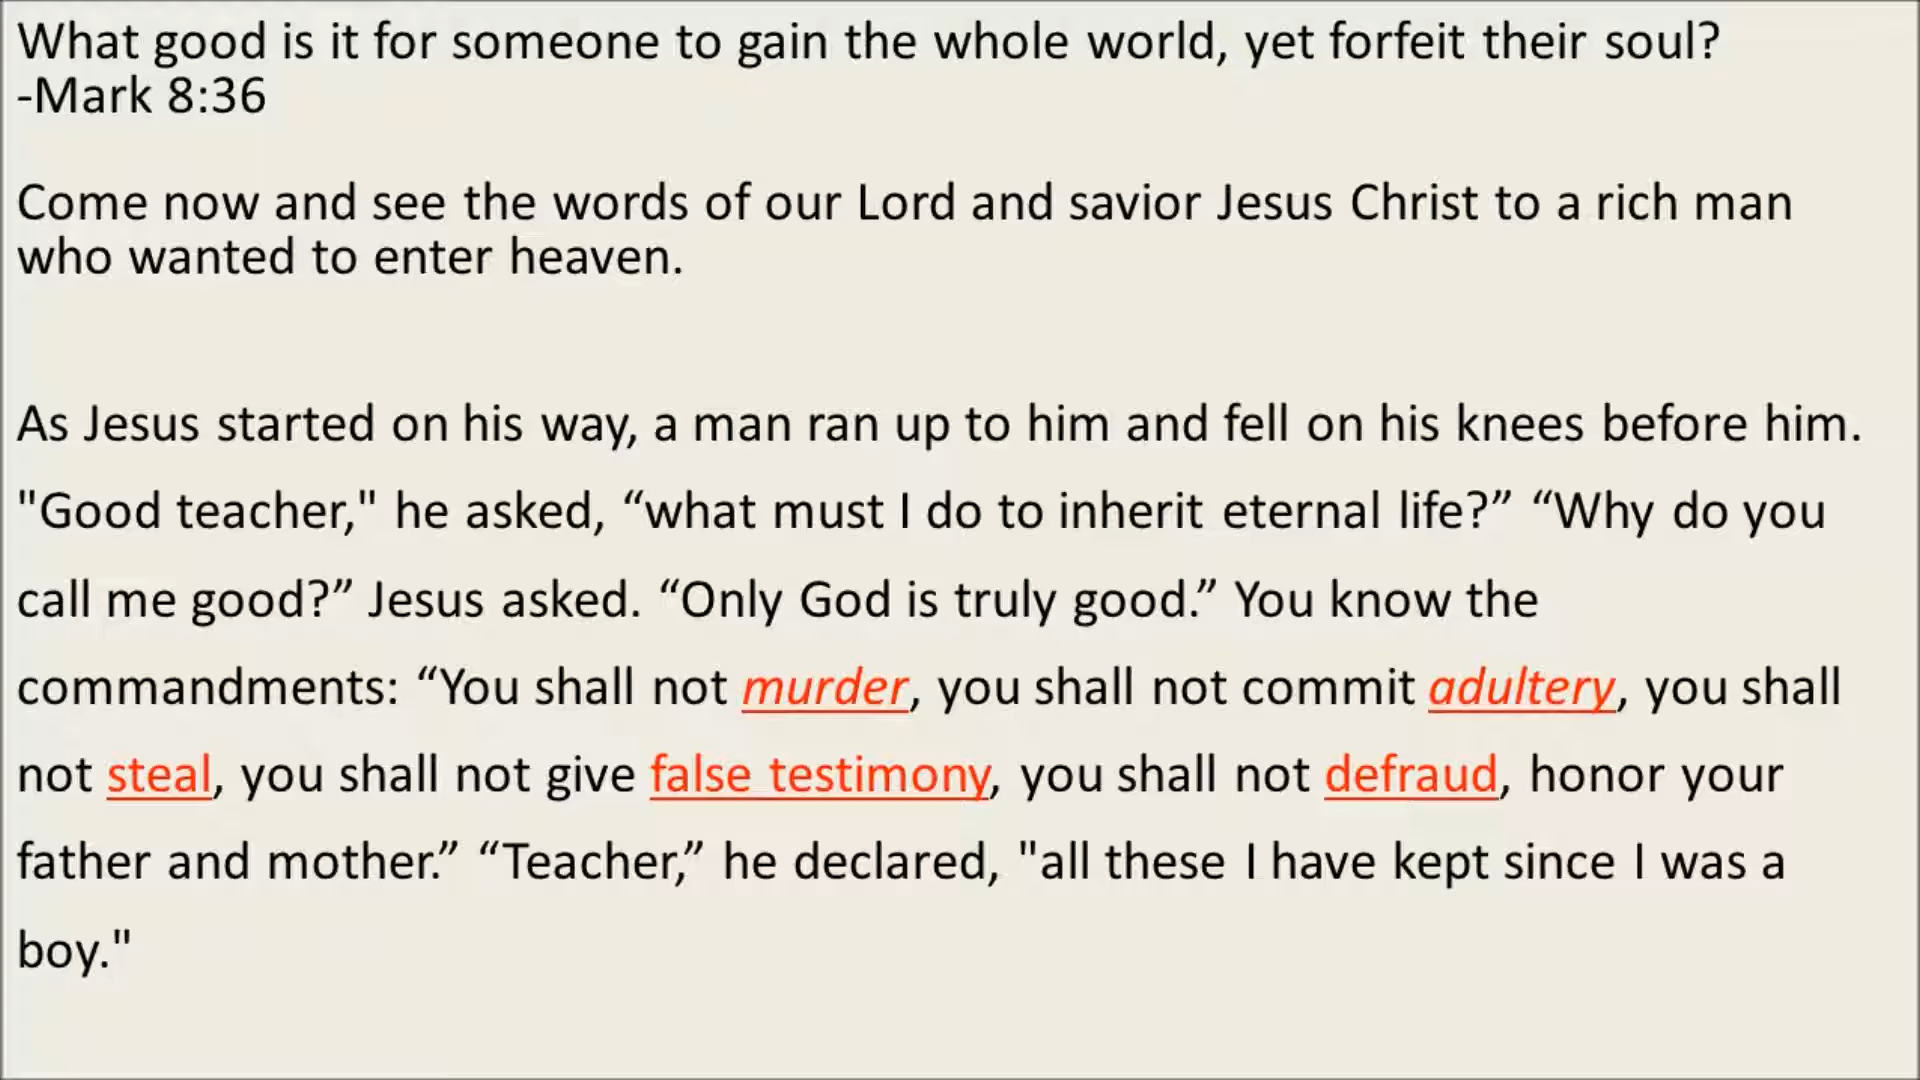 What good is it for someone to gain the whole world, yet forfeit their soul?
-Mark 8:36
Come now and see the words of our Lord and savior Jesus Christ to a rich man
who wanted to enter heaven.
As Jesus started on his way, a man ran up to him and fell on his knees before him.
"Good teacher," he asked, “what must I do to inherit eternal life?” “Why do you
call me good?” Jesus asked. “Only God is truly good.” You know the
commandments: “You shall not murder, you shall not commit adultery, you shall
not steal, you shall not give false testimony, you shall not defraud, honor your
father and mother.” “Teacher,” he declared, "all these I have kept since I was a
boy."